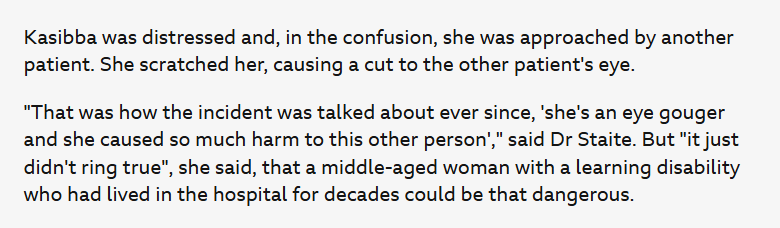 Kasibba was distressed and, in the confusion, she was approached by another
patient. She scratched her, causing a cut to the other patient's eye.
"That was how the incident was talked about ever since, 'she's an eye gouger
and she caused so much harm to this other person'," said Dr Staite. But "it just
didn't ring true", she said, that a middle-aged woman with a learning disability
who had lived in the hospital for decades could be that dangerous.